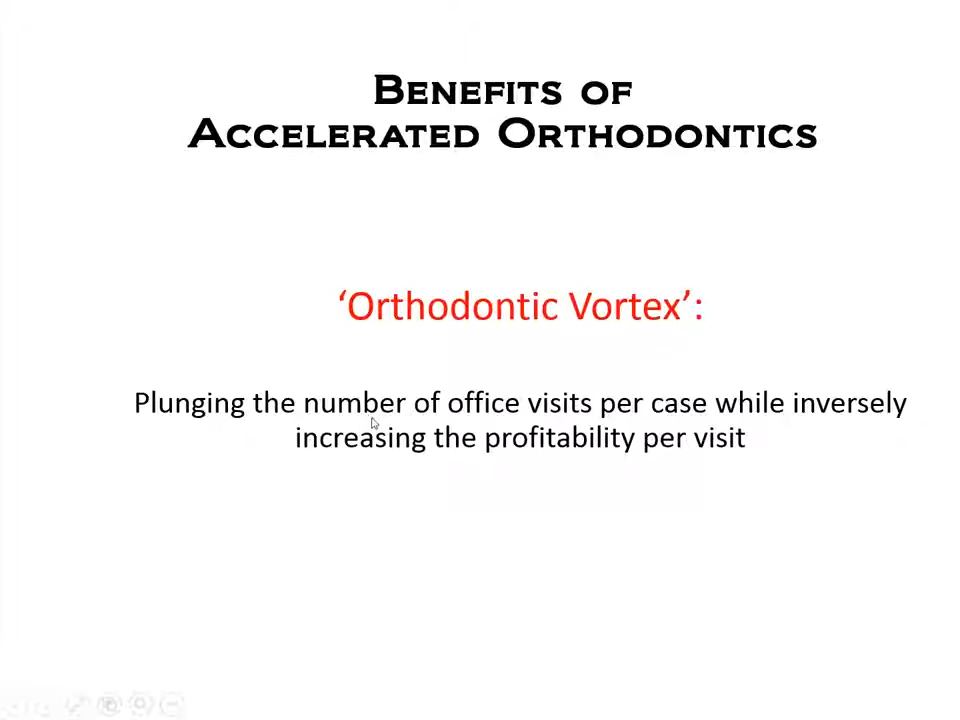 Benefits of
Accelerated Orthodontics
‘Orthodontic Vortex’:
Plunging the number of office visits per case while inversely
increasing the profitability per visit